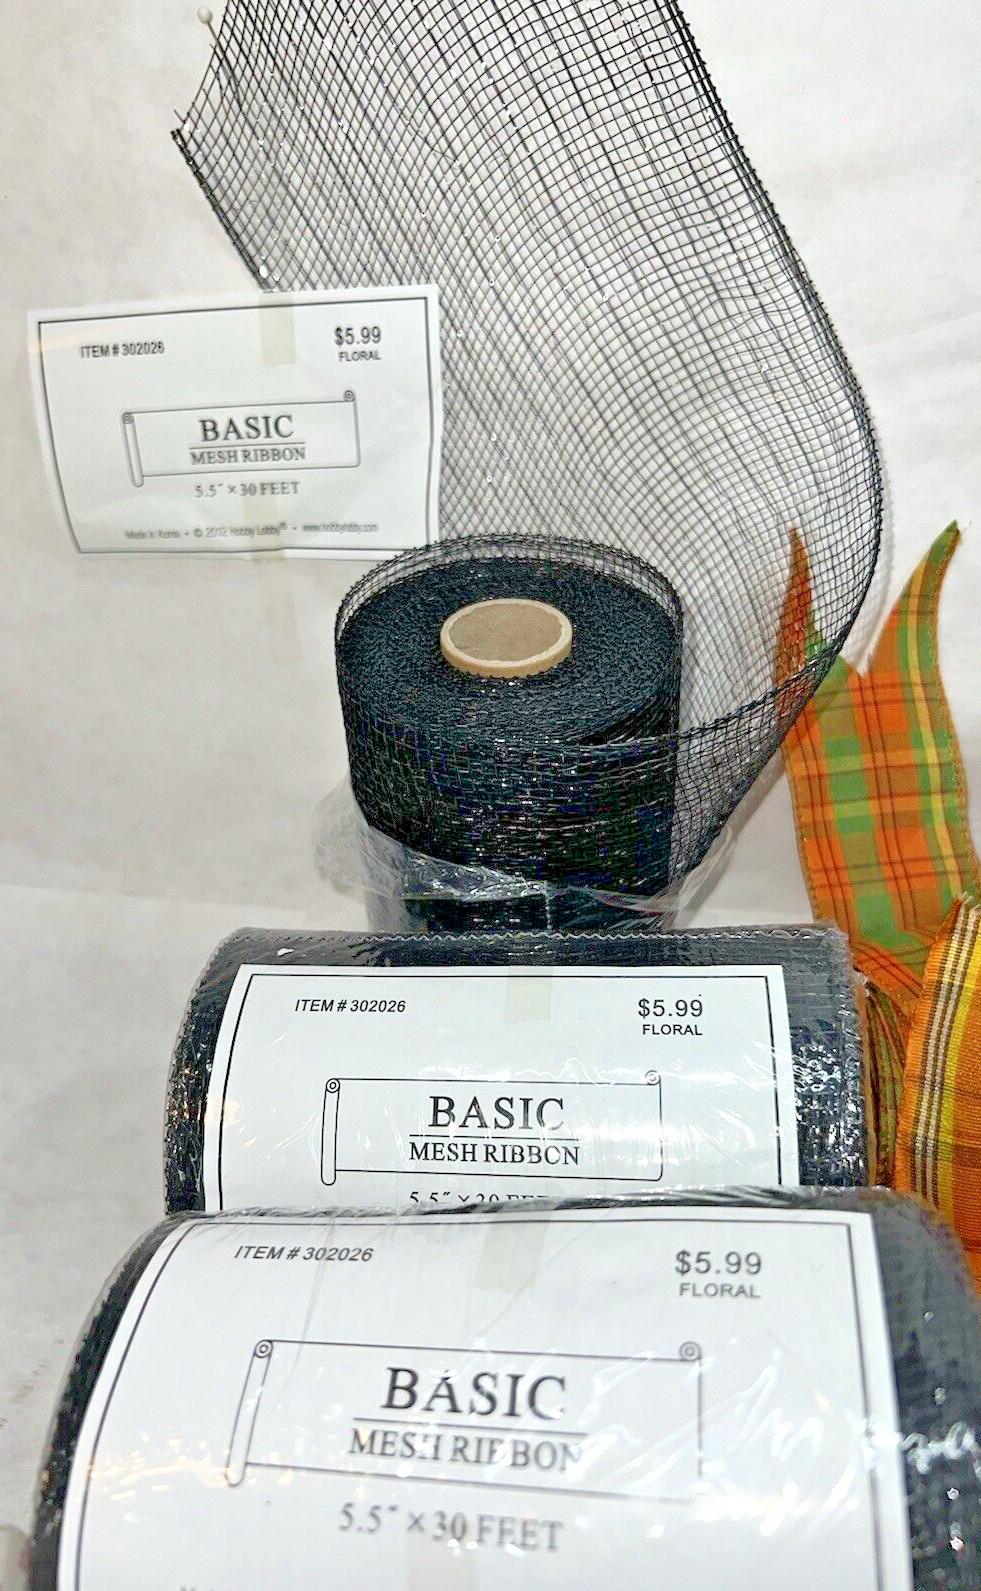 ITEM # 302026
$5.99
FLORAL
BASIC
MESH RIBBON
5.5" × 30 FEET
Made in Korea • © 2012 Hobby Lobby® • www.hobbylobby.com
ITEM # 302026
$5.99
FLORAL
BASIC
MESH RIBBON
5.5" ×
ITEM # 302026
$5.99
FLORAL
BASIC
MESH RIBBON
5.5" × 30 FEET